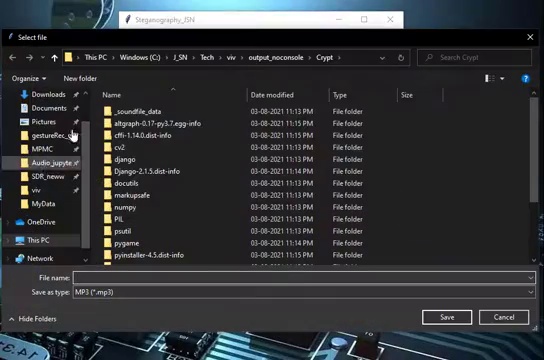 Steganography_JSN
Select file
This PC > Windows (C:) > J_SN > Tech > viv > output_noconsole > Crypt >
Search Crypt
Organize
New folder
Name
Date modified
Type
Size
Downloads
Documents
Pictures
gestureRec_c
MPMC
Audio_jupyte
SDR_neww
viv
MyData
OneDrive
This PC
Network
_soundfile_data 03-08-2021 11:13 PM File folder
altgraph-0.17-py3.7.egg-info 03-08-2021 11:15 PM File folder
cffi-1.14.0.dist-info 03-08-2021 11:15 PM File folder
cv2 03-08-2021 11:13 PM File folder
django 03-08-2021 11:13 PM File folder
Django-2.1.5.dist-info 03-08-2021 11:14 PM File folder
docutils 03-08-2021 11:13 PM File folder
markupsafe 03-08-2021 11:13 PM File folder
numpy 03-08-2021 11:13 PM File folder
PIL 03-08-2021 11:13 PM File folder
psutil 03-08-2021 11:13 PM File folder
pygame 03-08-2021 11:14 PM File folder
pyinstaller-4.5.dist-info 03-08-2021 11:14 PM File folder
File name:
Save as type: MP3 (*.mp3)
Hide Folders
Save
Cancel